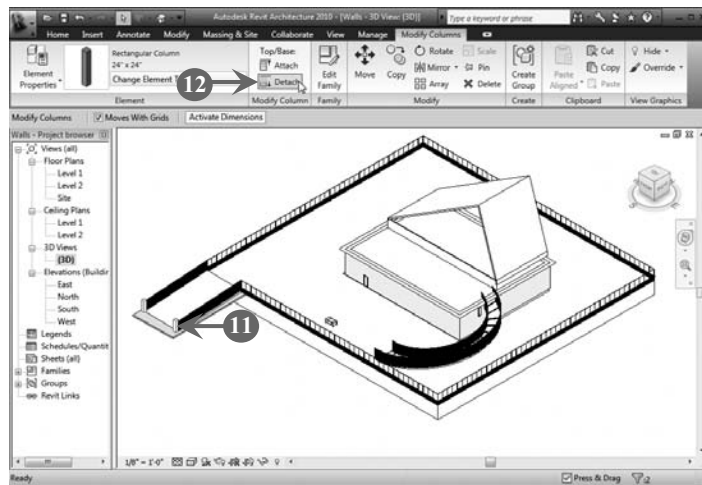 Autodesk Revit Architecture 2010 - [Walls - 3D View: {3D}] Type a keyword or phrase
Home Insert Annotate Modify Massing & Site Collaborate View Manage Modify Columns
Element Properties
Rectangular Column
24" x 24"
Change Element T
Element
Top/Base:
Attach
Detach
Modify Column
Edit Family
Family
Move
Copy
Rotate Scale
Mirror Pin
Array Delete
Modify
Create Group
Create
Paste Aligned
Cut
Copy
Paste
Clipboard
Hide
Override
View Graphics
12
Modify Columns Moves With Grids Activate Dimensions
Walls - Project browser
Views (all)
Floor Plans
Level 1
Level 2
Site
Ceiling Plans
Level 1
Level 2
3D Views
{3D}
Elevations (Buildir
East
North
South
West
Legends
Schedules/Quantit
Sheets (all)
Families
Groups
Revit Links
11
1/8" = 1'-0"
Ready Press & Drag :2